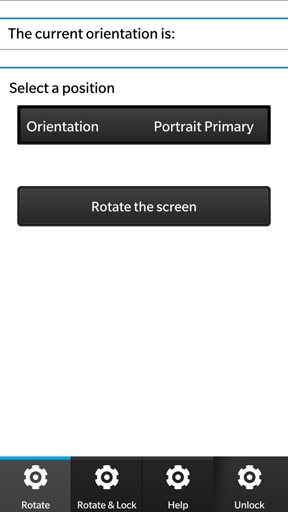 The current orientation is:
Select a position
Orientation Portrait Primary
Rotate the screen
Rotate Rotate & Lock Help Unlock